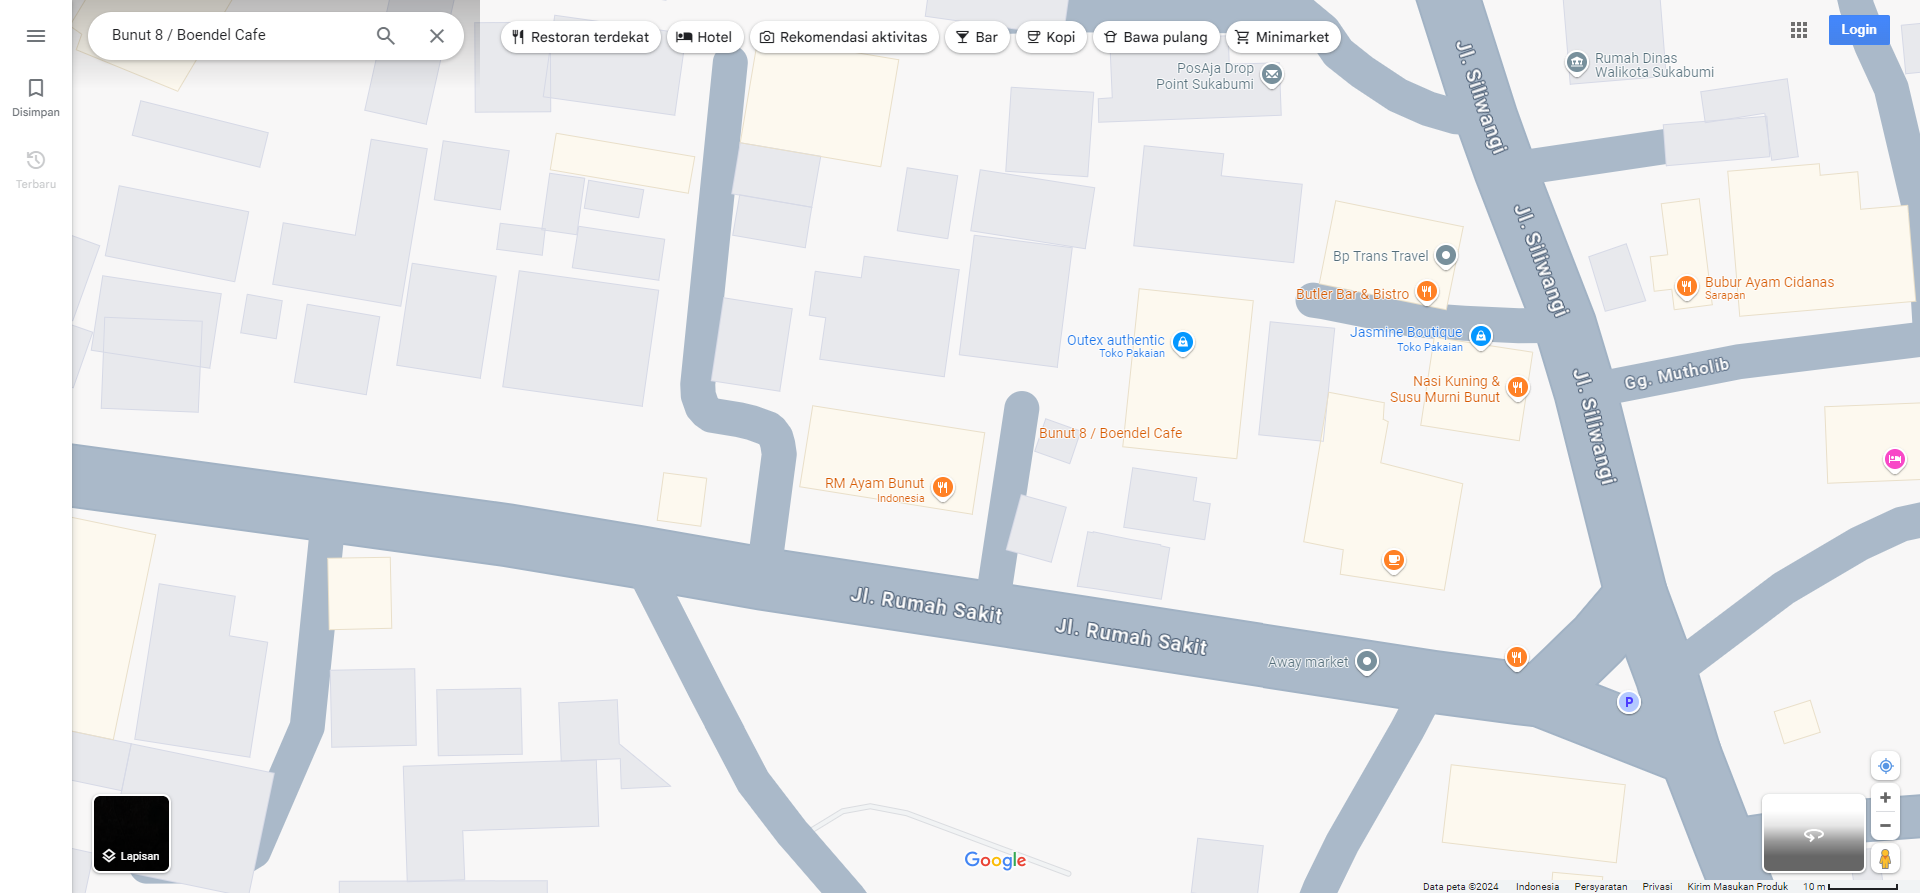 Bunut 8 / Boendel Cafe
Restoran terdekat
Hotel
Rekomendasi aktivitas
Bar
Kopi
Bawa pulang
Minimarket
Login
Disimpan
Terbaru
PosAja Drop
Point Sukabumi
Jl. Siliwangi
Rumah Dinas
Walikota Sukabumi
Jl. Siliwangi
Bp Trans Travel
Butler Bar & Bistro
Bubur Ayam Cidanas
Sarapan
Outex authentic
Toko Pakaian
Jasmine Boutique
Toko Pakaian
Nasi Kuning &
Susu Murni Bunut
Gg. Mutholib
Jl. Siliwangi
Bunut 8 / Boendel Cafe
RM Ayam Bunut
Indonesia
Jl. Rumah Sakit
Jl. Rumah Sakit
Away market
P
Lapisan
Google
Data peta ©2024
Indonesia
Persyaratan
Privasi
Kirim Masukan Produk
10 m